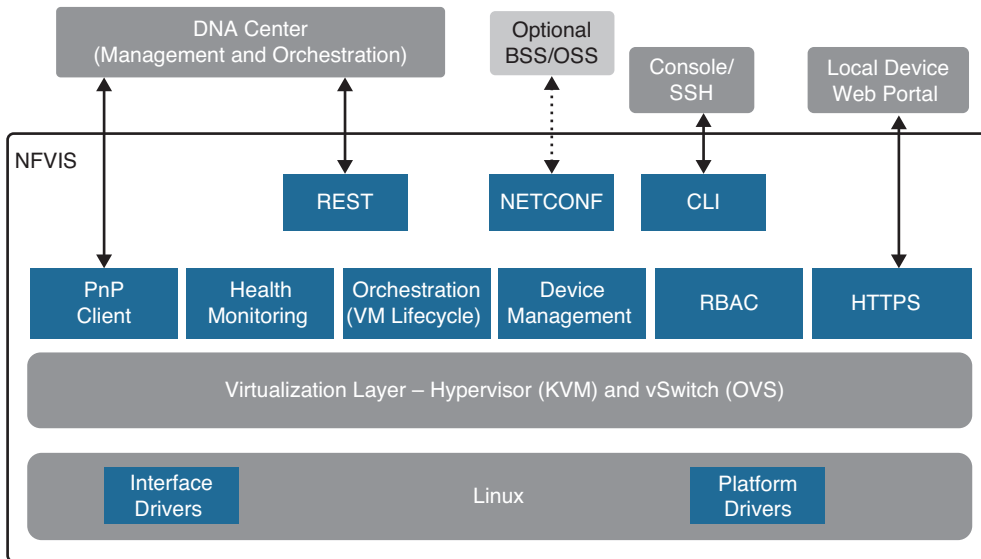 DNA Center
(Management and Orchestration)
Optional
BSS/OSS
Console/
SSH
Local Device
Web Portal
NFVIS
REST
NETCONF
CLI
PnP
Client
Health
Monitoring
Orchestration
(VM Lifecycle)
Device
Management
RBAC
HTTPS
Virtualization Layer – Hypervisor (KVM) and vSwitch (OVS)
Interface
Drivers
Linux
Platform
Drivers